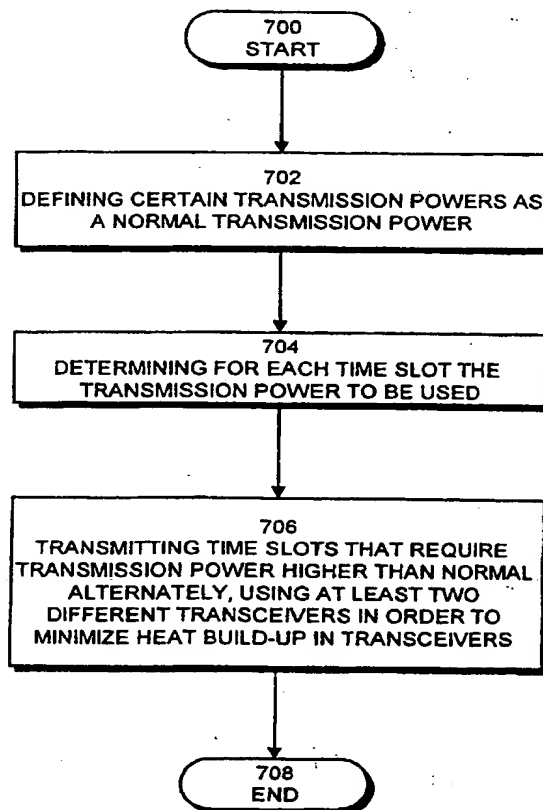 700
START
702
DEFINING CERTAIN TRANSMISSION POWERS AS
A NORMAL TRANSMISSION POWER
704
DETERMINING FOR EACH TIME SLOT THE
TRANSMISSION POWER TO BE USED
706
TRANSMITTING TIME SLOTS THAT REQUIRE
TRANSMISSION POWER HIGHER THAN NORMAL
ALTERNATELY, USING AT LEAST TWO
DIFFERENT TRANSCEIVERS IN ORDER TO
MINIMIZE HEAT BUILD-UP IN TRANSCEIVERS
708
END